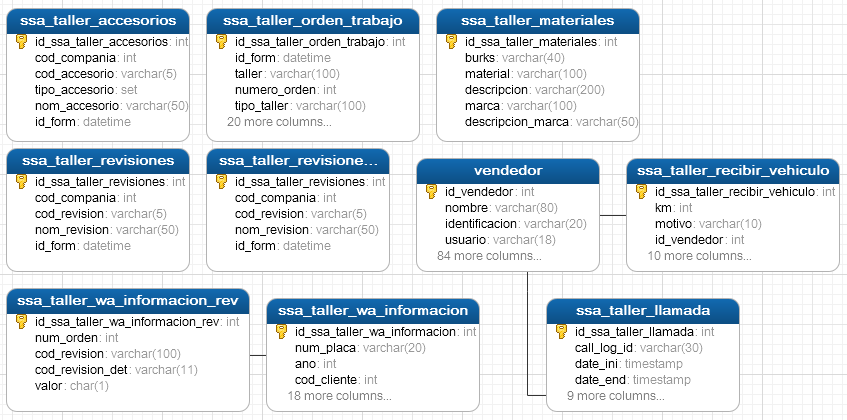 ssa_taller_accesorios
id_ssa_taller_accesorios: int
cod_compania: int
cod_accesorio: varchar(5)
tipo_accesorio: set
nom_accesorio: varchar(50)
id_form: datetime
ssa_taller_orden_trabajo
id_ssa_taller_orden_trabajo: int
id_form: datetime
taller: varchar(100)
numero_orden: int
tipo_taller: varchar(100)
20 more columns...
ssa_taller_materiales
id_ssa_taller_materiales: int
burks: varchar(40)
material: varchar(100)
descripcion: varchar(200)
marca: varchar(100)
descripcion_marca: varchar(50)
ssa_taller_revisiones
id_ssa_taller_revisiones: int
cod_compania: int
cod_revision: varchar(5)
nom_revision: varchar(50)
id_form: datetime
ssa_taller_revisione...
id_ssa_taller_revisiones: int
cod_compania: int
cod_revision: varchar(5)
nom_revision: varchar(50)
id_form: datetime
vendedor
id_vendedor: int
nombre: varchar(80)
identificacion: varchar(20)
usuario: varchar(18)
84 more columns...
ssa_taller_recibir_vehiculo
id_ssa_taller_recibir_vehiculo: int
km: int
motivo: varchar(10)
id_vendedor: int
10 more columns...
ssa_taller_wa_informacion_rev
id_ssa_taller_wa_informacion_rev: int
num_orden: int
cod_revision: varchar(100)
cod_revision_det: varchar(11)
valor: char(1)
ssa_taller_wa_informacion
id_ssa_taller_wa_informacion: int
num_placa: varchar(20)
ano: int
cod_cliente: int
18 more columns...
ssa_taller_llamada
id_ssa_taller_llamada: int
call_log_id: varchar(30)
date_ini: timestamp
date_end: timestamp
9 more columns...